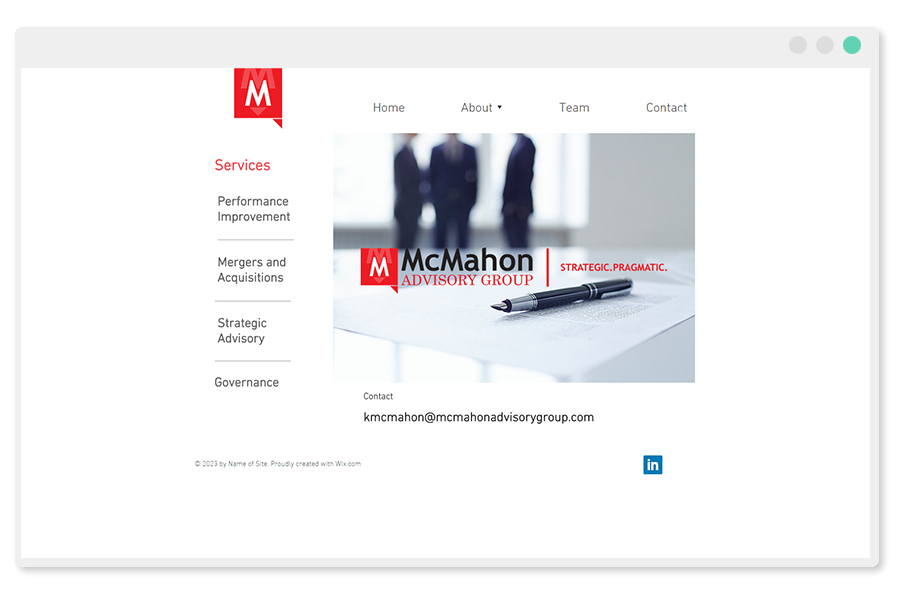 M
Home
About
Team
Contact
Services
Performance
Improvement
Mergers and
Acquisitions
Strategic
Advisory
Governance
M
McMahon
ADVISORY GROUP
STRATEGIC.PRAGMATIC.
Contact
kmcmahon@mcmahonadvisorygroup.com
© 2023 by Name of Site. Proudly created with Wix.com
in